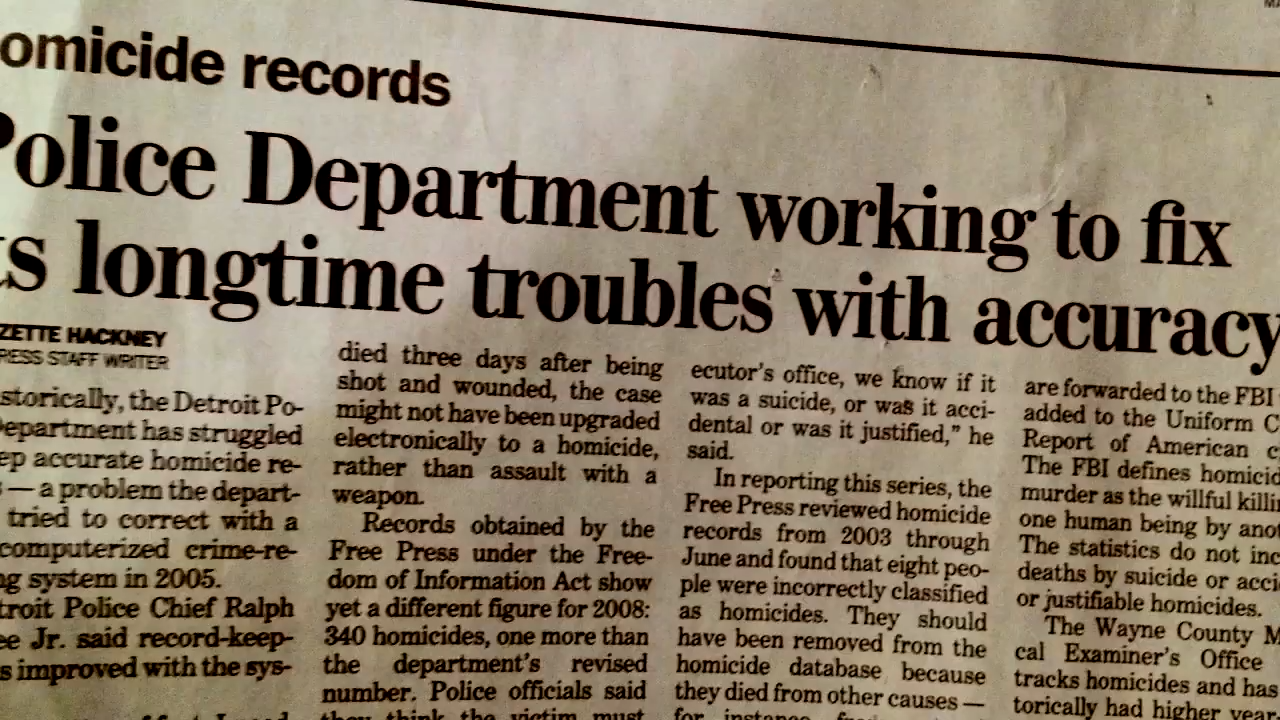 omicide records
Police Department working to fix
ts longtime troubles with accuracy
ZETTE HACKNEY
RESS STAFF WRITER
storically, the Detroit Po-
Department has struggled
ep accurate homicide re-
s — a problem the depart-
tried to correct with a
computerized crime-re-
ng system in 2005.
troit Police Chief Ralph
ee Jr. said record-keep-
s improved with the sys-
died three days after being
shot and wounded, the case
might not have been upgraded
electronically to a homicide,
rather than assault with a
weapon.
Records obtained by the
Free Press under the Free-
dom of Information Act show
yet a different figure for 2008:
340 homicides, one more than
the department's revised
number. Police officials said
they think the victim must
ecutor's office, we know if it
was a suicide, or was it acci-
dental or was it justified," he
said.
In reporting this series, the
Free Press reviewed homicide
records from 2003 through
June and found that eight peo-
ple were incorrectly classified
as homicides. They should
have been removed from the
homicide database because
they died from other causes —
for instance, from
are forwarded to the FBI
added to the Uniform C
Report of American c
The FBI defines homicid
murder as the willful killi
one human being by ano
The statistics do not inc
deaths by suicide or acci
or justifiable homicides.
The Wayne County M
cal Examiner's Office
tracks homicides and has
torically had higher year